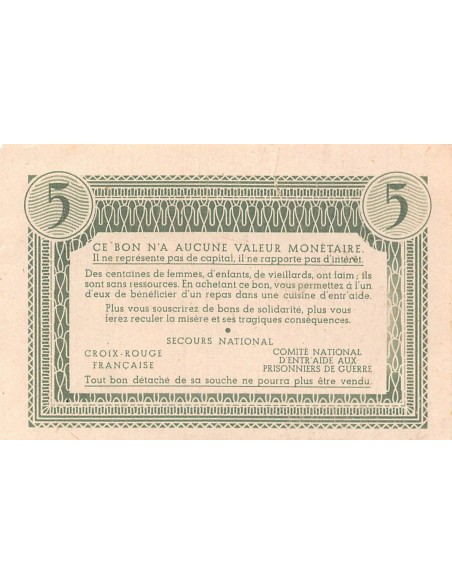 5 5
CE BON N'A AUCUNE VALEUR MONÉTAIRE.
Il ne représente pas de capital, il ne rapporte pas d'intérêt.
Des centaines de femmes, d'enfants, de vieillards, ont faim ; ils
sont sans ressources. En achetant ce bon, vous permettez à l'un
d'eux de bénéficier d'un repas dans une cuisine d'entr'aide.
Plus vous souscrirez de bons de solidarité, plus vous
ferez reculer la misère et ses tragiques conséquences.
SECOURS NATIONAL
CROIX-ROUGE
FRANÇAISE
COMITÉ NATIONAL
D'ENTR'AIDE AUX
PRISONNIERS DE GUERRE
Tout bon détaché de sa souche ne pourra plus être vendu.